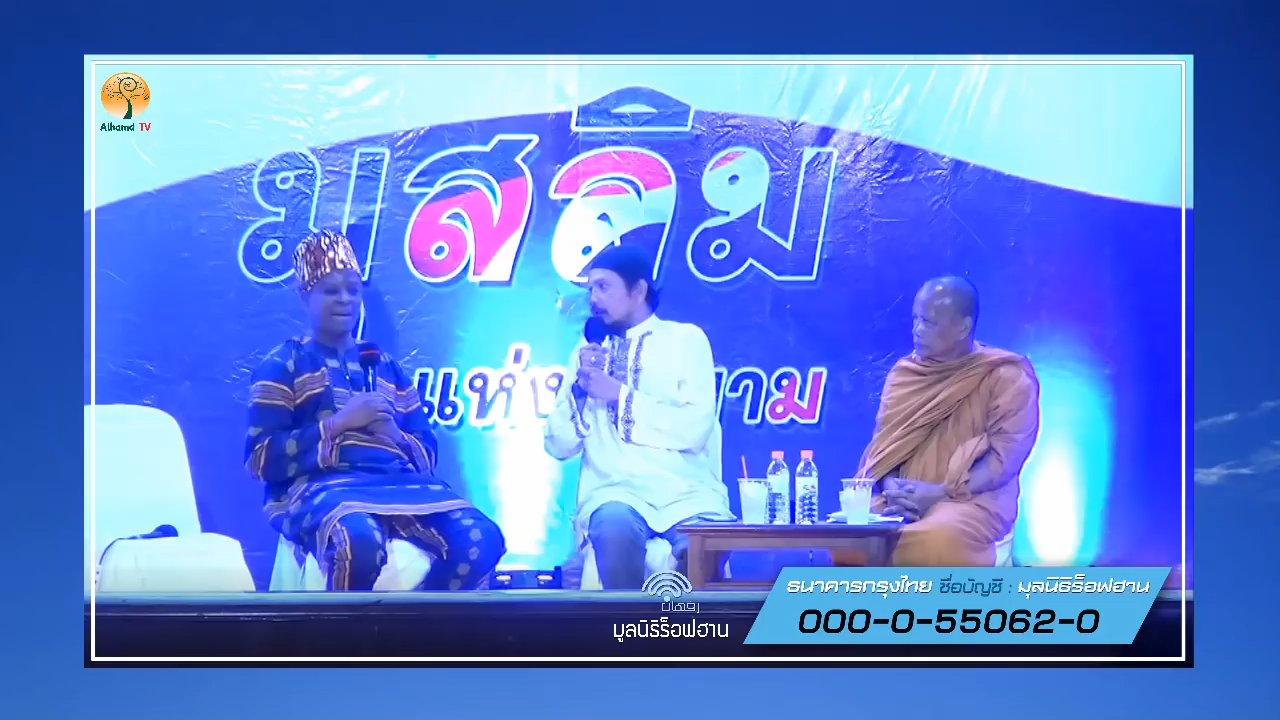 Alhamd TV
มุสลิม
แห่ง
رفهان
มูลนิธิร็อฟฮาน
ธนาคารกรุงไทย ชื่อบัญชี : มูลนิธิร็อฟฮาน
000-0-55062-0